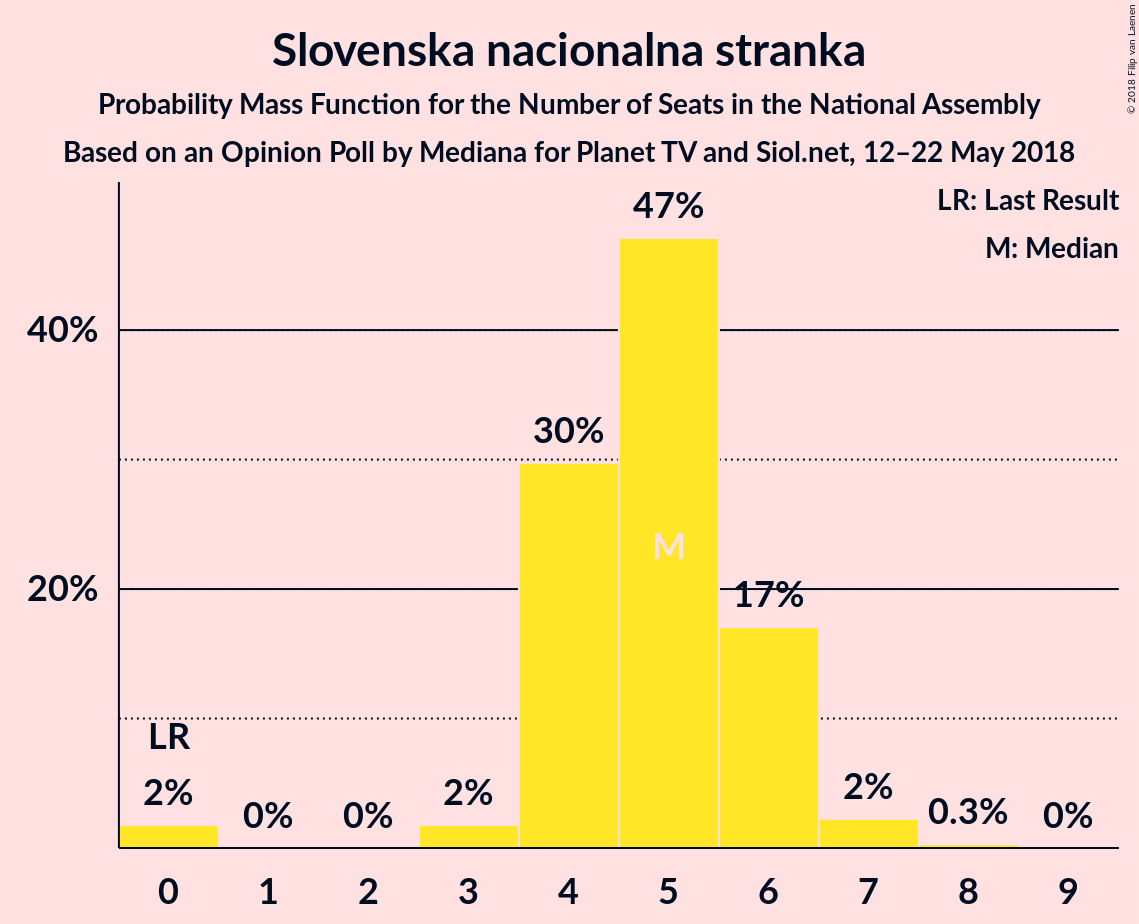 Slovenska nacionalna stranka
Probability Mass Function for the Number of Seats in the National Assembly
Based on an Opinion Poll by Mediana for Planet TV and Siol.net, 12–22 May 2018
© 2018 Filip van Laenen
LR: Last Result
M: Median
47%
40%
30%
M
20%
17%
LR
2%
0%
0%
2%
2%
0.3%
0%
0 1 2 3 4 5 6 7 8 9